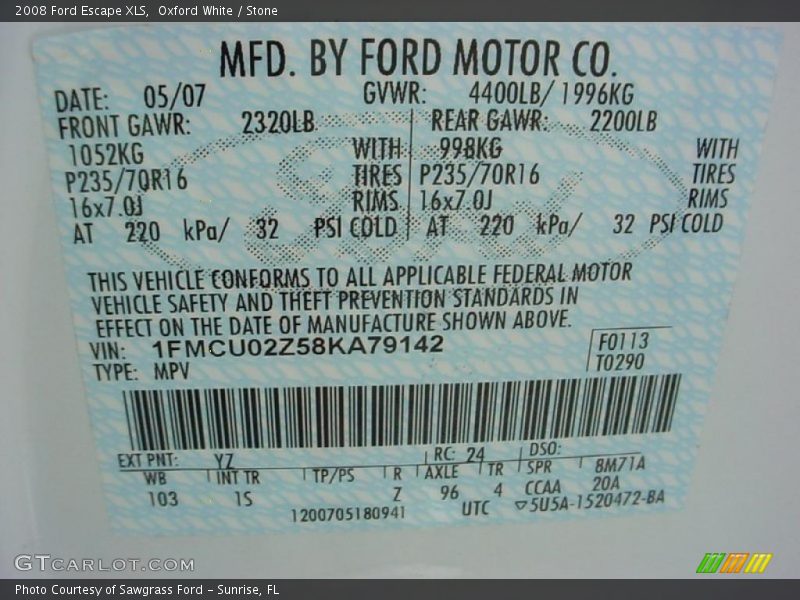 2008 Ford Escape XLS, Oxford White / Stone
MFD. BY FORD MOTOR CO.
DATE: 05/07 GVWR: 4400LB/ 1996KG
FRONT GAWR: 2320LB REAR GAWR: 2200LB
1052KG WITH 998KG WITH
P235/70R16 TIRES P235/70R16 TIRES
16x7.0J RIMS 16x7.0J RIMS
AT 220 kPa/ 32 PSI COLD AT 220 kPa/ 32 PSI COLD
THIS VEHICLE CONFORMS TO ALL APPLICABLE FEDERAL MOTOR
VEHICLE SAFETY AND THEFT PREVENTION STANDARDS IN
EFFECT ON THE DATE OF MANUFACTURE SHOWN ABOVE.
VIN: 1FMCU02Z58KA79142 F0113
TYPE: MPV T0290
EXT PNT: YZ RC: 24 DSO:
WB INT TR TP/PS R AXLE TR SPR 8M71A
103 1S Z 96 4 CCAA 20A
1200705180941 UTC ▽5U5A-1520472-BA
GTCARLOT.COM
Photo Courtesy of Sawgrass Ford - Sunrise, FL